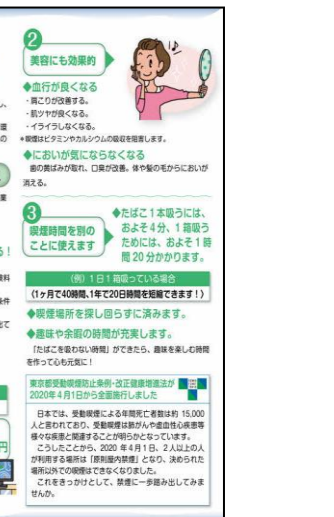 ❷
美容にも効果的
◆血行が良くなる
・肩こりが改善する。
・肌ツヤが良くなる。
・イライラしなくなる。
*喫煙はビタミンやカルシウムの吸収を阻害します。
◆においが気にならなくなる
歯の黄ばみが取れ、口臭が改善。体や髪の毛からにおいが
消える。
❸
喫煙時間を別の
ことに使えます
◆たばこ1本吸うには、
およそ4分、1箱吸う
ためには、およそ1時
間20分かかります。
(例)1日1箱吸っている場合
(1ヶ月で40時間、1年で20日時間を短縮できます!)
◆喫煙場所を探し回らずに済みます。
◆趣味や余暇の時間が充実します。
「たばこを吸わない時間」ができたら、趣味を楽しむ時間
を作って心も元気に!
東京都受動喫煙防止条例・改正健康増進法が
2020年4月1日から全面施行しました
日本では、受動喫煙による年間死亡者数は約 15,000
人と言われており、受動喫煙は肺がんや虚血性心疾患等
様々な疾患と関連することが明らかとなっています。
こうしたことから、2020 年4月1日、2人以上の人
が利用する場所は「原則屋内禁煙」となり、決められた
場所以外での喫煙はできなくなりました。
これをきっかけとして、禁煙に一歩踏み出してみま
せんか。